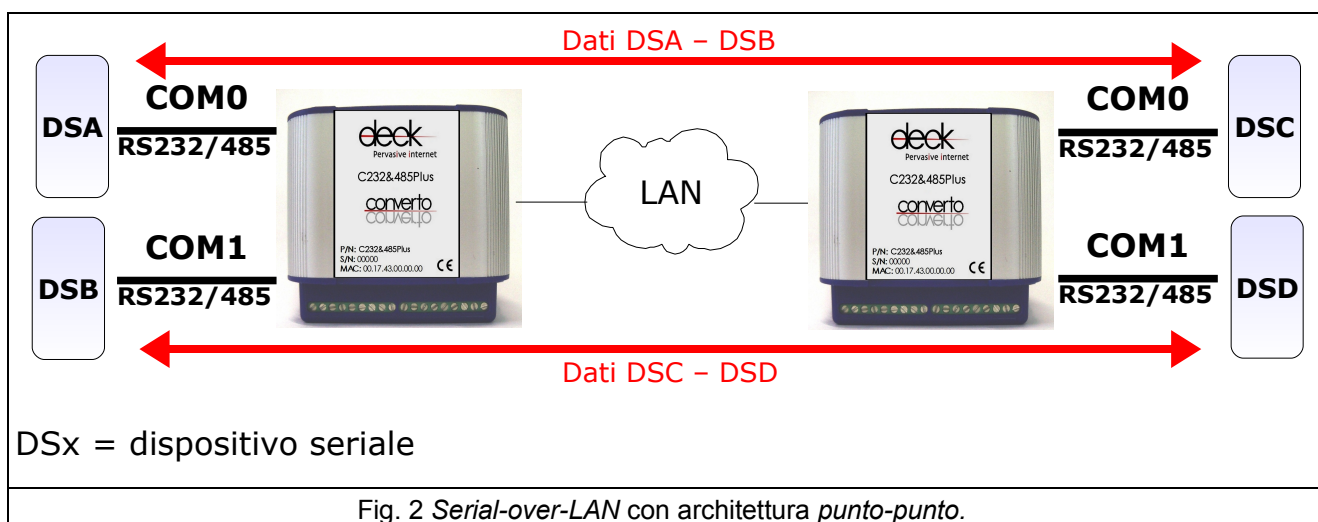 Dati DSA – DSB
DSA
COM0
RS232/485
deck
Pervasive internet
C232&485Plus
converto
converto
P/N: C232&485Plus
S/N: 00000
MAC: 00.17.43.00.00.00
CE
LAN
deck
Pervasive internet
C232&485Plus
converto
converto
P/N: C232&485Plus
S/N: 00000
MAC: 00.17.43.00.00.00
CE
COM0
RS232/485
DSC
DSB
COM1
RS232/485
COM1
RS232/485
DSD
Dati DSC – DSD
DSx = dispositivo seriale
Fig. 2 Serial-over-LAN con architettura punto-punto.